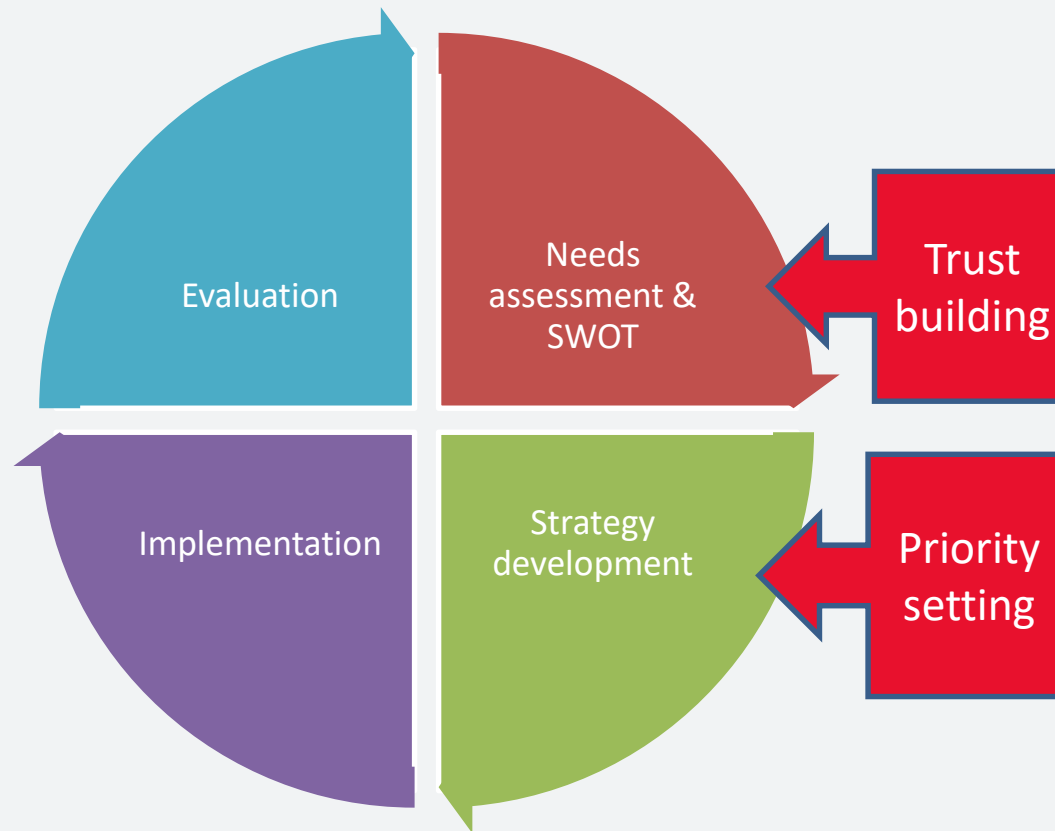 Evaluation
Needs
assessment &
SWOT
Trust
building
Implementation
Strategy
development
Priority
setting